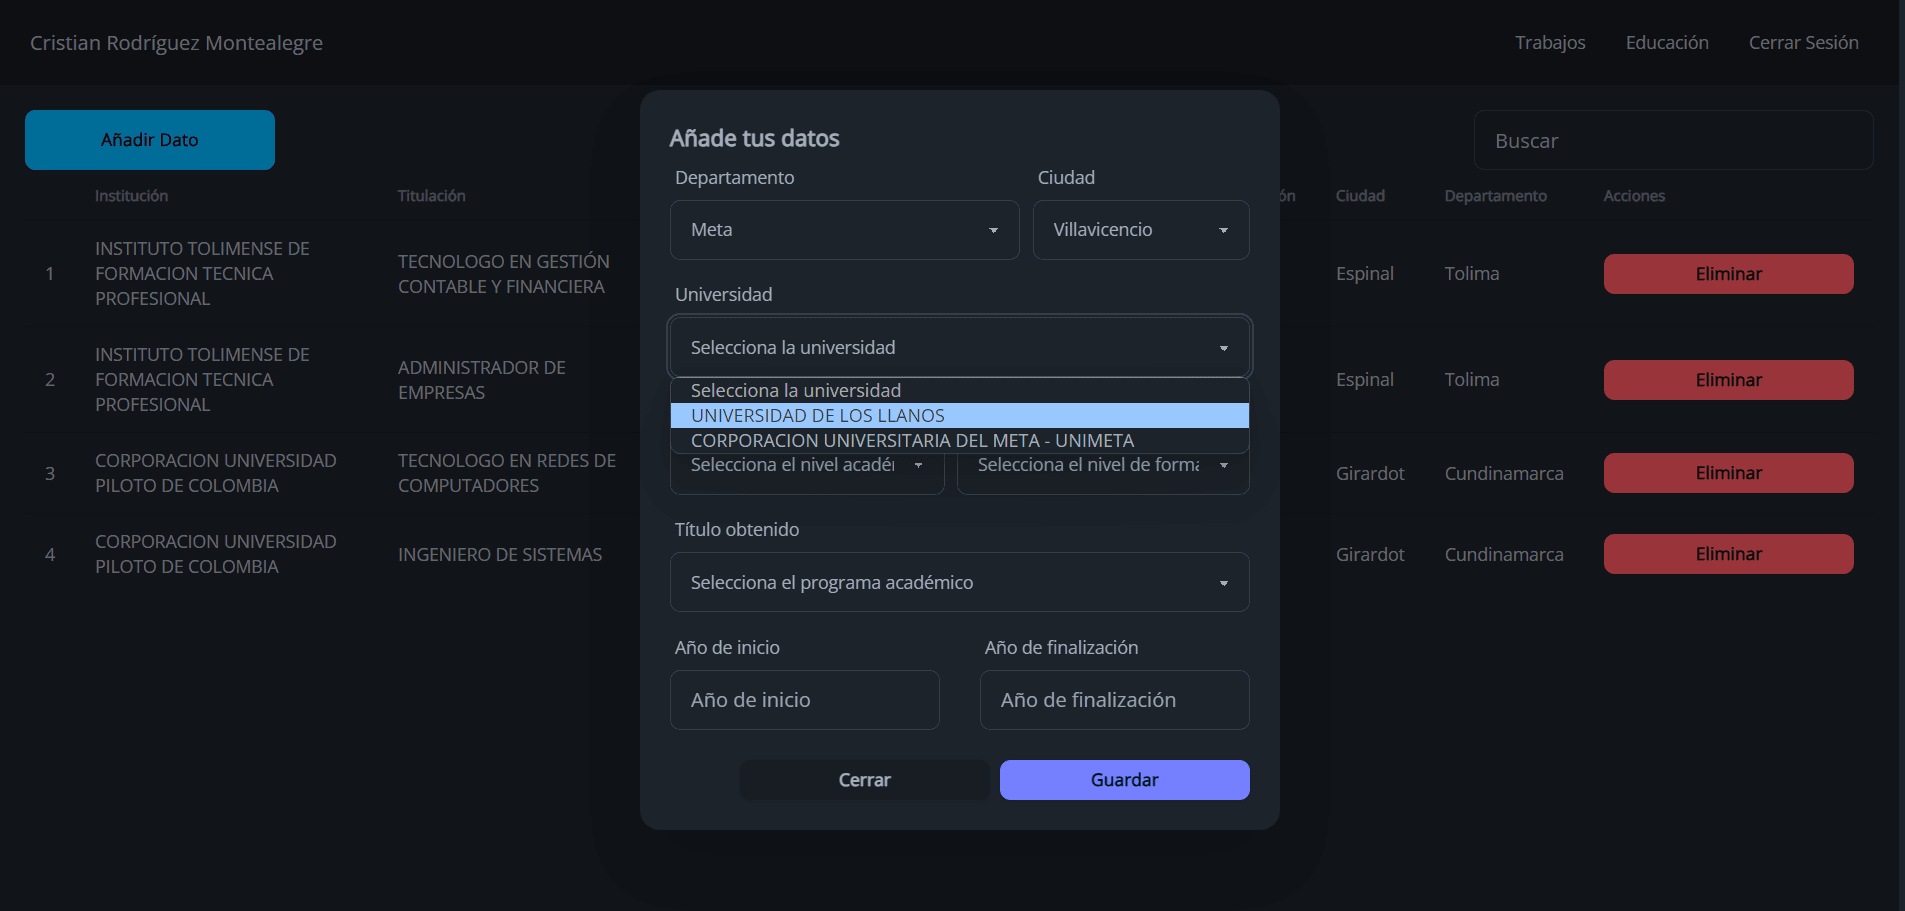 Cristian Rodríguez Montealegre
Trabajos
Educación
Cerrar Sesión
Añadir Dato
Buscar
Institución
Titulación
ón
Ciudad
Departamento
Acciones
1
INSTITUTO TOLIMENSE DE
FORMACION TECNICA
PROFESIONAL
TECNOLOGO EN GESTIÓN
CONTABLE Y FINANCIERA
Espinal
Tolima
Eliminar
2
INSTITUTO TOLIMENSE DE
FORMACION TECNICA
PROFESIONAL
ADMINISTRADOR DE
EMPRESAS
Espinal
Tolima
Eliminar
3
CORPORACION UNIVERSIDAD
PILOTO DE COLOMBIA
TECNOLOGO EN REDES DE
COMPUTADORES
Girardot
Cundinamarca
Eliminar
4
CORPORACION UNIVERSIDAD
PILOTO DE COLOMBIA
INGENIERO DE SISTEMAS
Girardot
Cundinamarca
Eliminar
Añade tus datos
Departamento
Ciudad
Meta
Villavicencio
Universidad
Selecciona la universidad
Selecciona la universidad
UNIVERSIDAD DE LOS LLANOS
CORPORACION UNIVERSITARIA DEL META - UNIMETA
Selecciona el nivel acadé
Selecciona el nivel de forma
Título obtenido
Selecciona el programa académico
Año de inicio
Año de finalización
Año de inicio
Año de finalización
Cerrar
Guardar